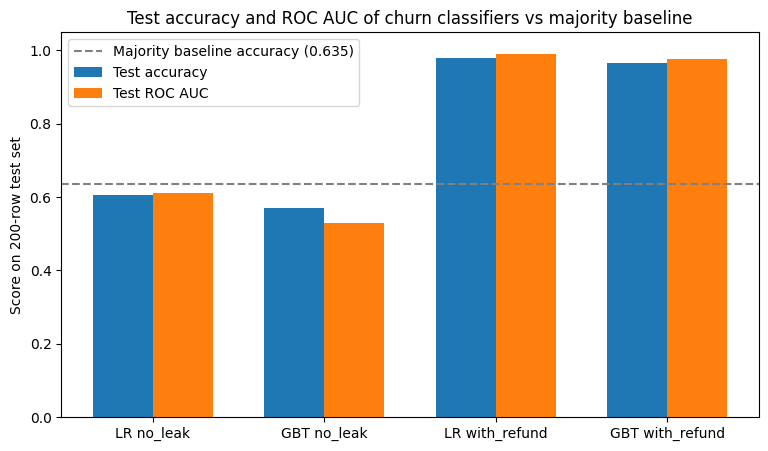 Test accuracy and ROC AUC of churn classifiers vs majority baseline
Majority baseline accuracy (0.635)
Test accuracy
Test ROC AUC
Score on 200-row test set
1.0
0.8
0.6
0.4
0.2
0.0
LR no_leak
GBT no_leak
LR with_refund
GBT with_refund